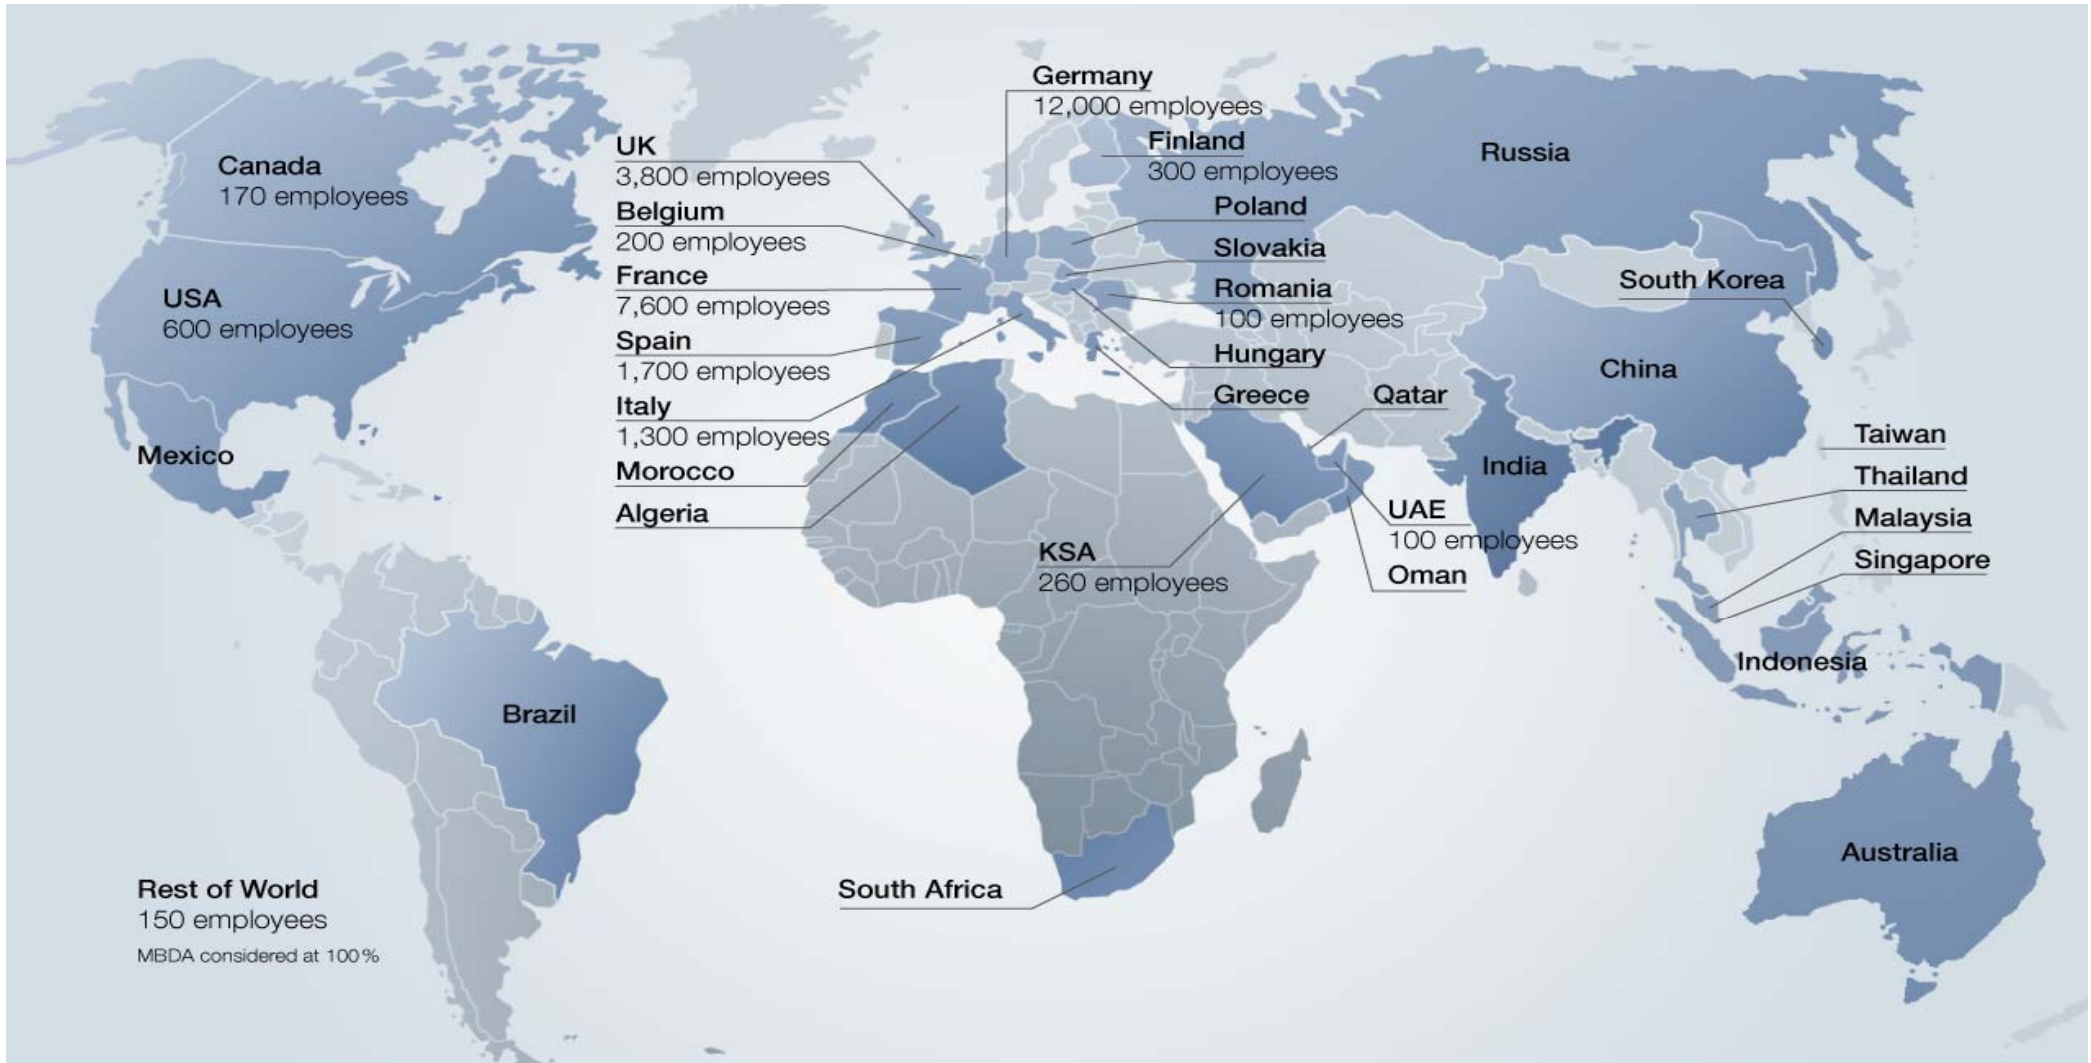 Canada
170 employees
USA
600 employees
Mexico
Brazil
Rest of World
150 employees
MBDA considered at 100%
UK
3,800 employees
Belgium
200 employees
France
7,600 employees
Spain
1,700 employees
Italy
1,300 employees
Morocco
Algeria
Germany
12,000 employees
Finland
300 employees
Poland
Slovakia
Romania
100 employees
Hungary
Greece
Qatar
KSA
260 employees
UAE
100 employees
Oman
South Africa
Russia
South Korea
China
India
Taiwan
Thailand
Malaysia
Singapore
Indonesia
Australia